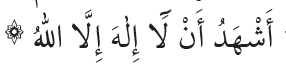 أَشْهَدُ أَنْ لَّا إِلٰهَ إِلَّا اللهُ ۞